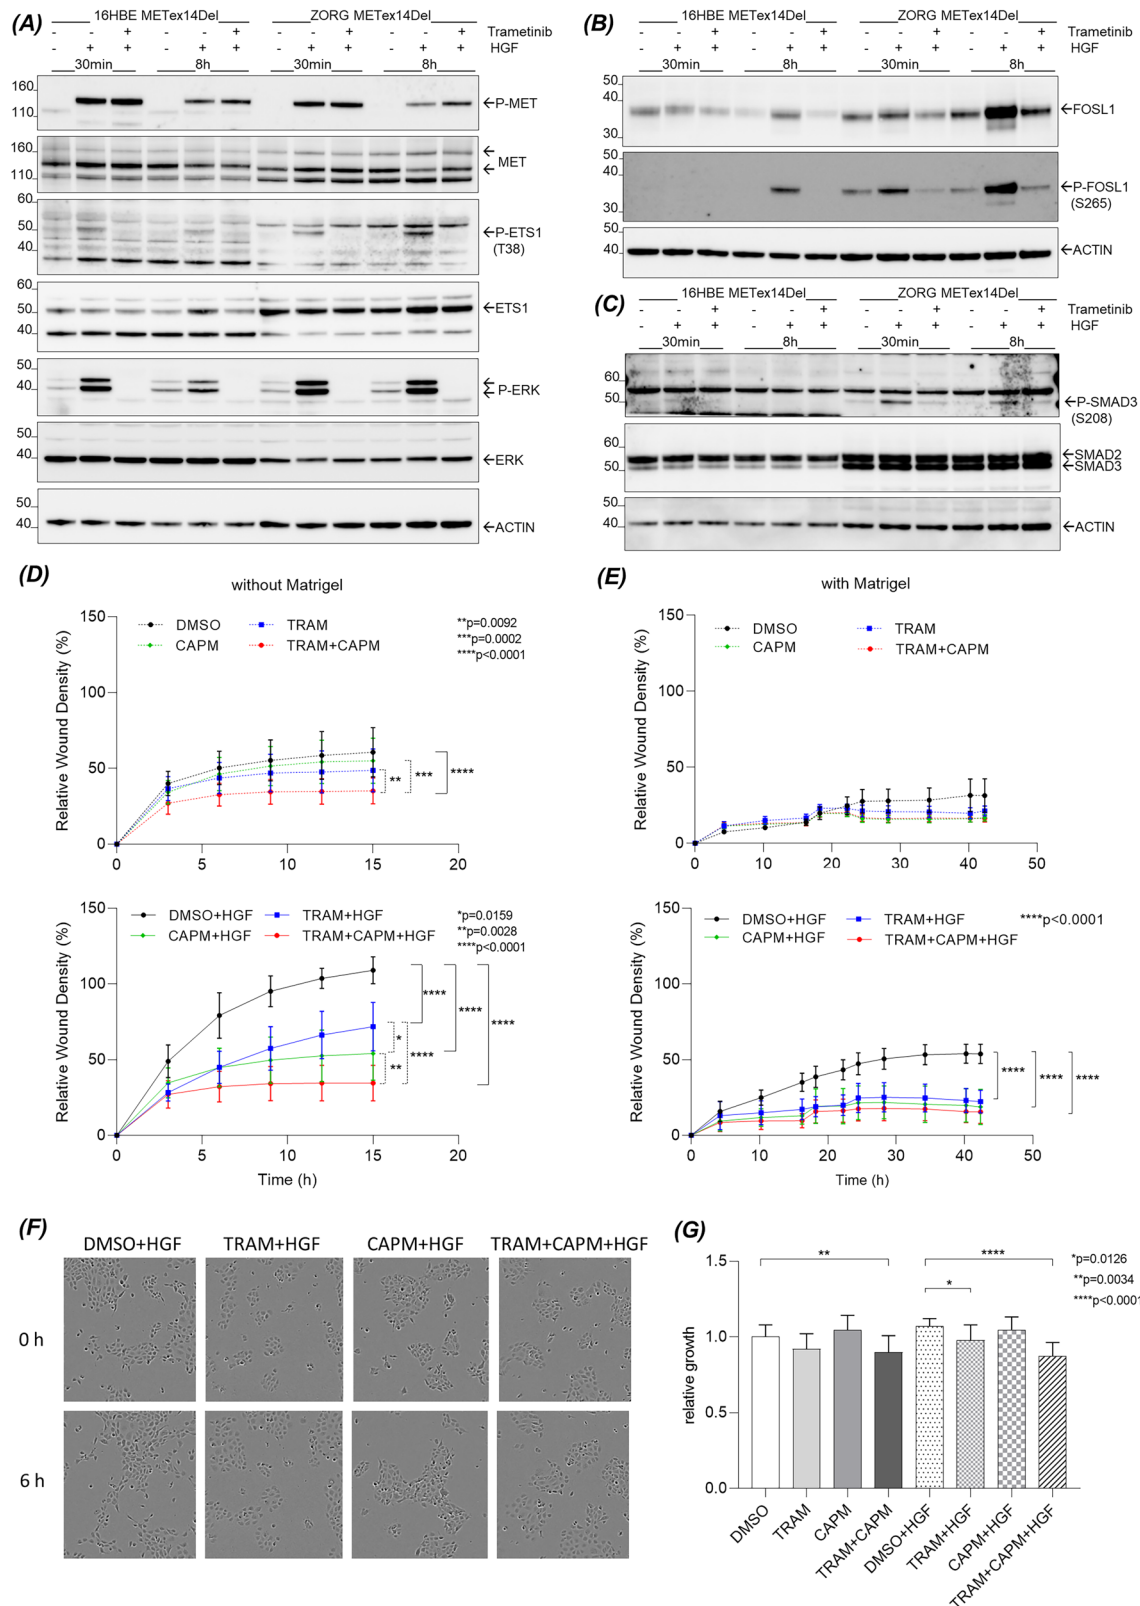 (A)
16HBE METex14Del ZORG METex14Del
- - + - - + - - + - - + Trametinib
- + + - + + - + + - + + HGF
30min 8h 30min 8h
160
110
←P-MET
160
110
MET
60
50
40
←P-ETS1
(T38)
60
50
40
←ETS1
50
40
P-ERK
50
40
←ERK
50
40
←ACTIN
(B)
16HBE METex14Del ZORG METex14Del
- - + - - + - - + - - + Trametinib
- + + - + + - + + - + + HGF
30min 8h 30min 8h
50
40
30
←FOSL1
50
40
30
←P-FOSL1
(S265)
50
40
←ACTIN
(C)
16HBE METex14Del ZORG METex14Del
- - + - - + - - + - - + Trametinib
- + + - + + - + + - + + HGF
30min 8h 30min 8h
60
50
←P-SMAD3
(S208)
60
50
←SMAD2
←SMAD3
50
40
←ACTIN
(D)
without Matrigel
Relative Wound Density (%)
150
100
50
0
0 5 10 15 20
DMSO TRAM
CAPM TRAM+CAPM
**p=0.0092
***p=0.0002
****p<0.0001
** *** ****
Relative Wound Density (%)
150
100
50
0
0 5 10 15 20
Time (h)
DMSO+HGF TRAM+HGF
CAPM+HGF TRAM+CAPM+HGF
*p=0.0159
**p=0.0028
****p<0.0001
****
****
****
*
****
**
(E)
with Matrigel
Relative Wound Density (%)
150
100
50
0
0 10 20 30 40 50
DMSO TRAM
CAPM TRAM+CAPM
Relative Wound Density (%)
150
100
50
0
0 10 20 30 40 50
Time (h)
DMSO+HGF TRAM+HGF
CAPM+HGF TRAM+CAPM+HGF
****p<0.0001
**** **** ****
(F)
DMSO+HGF TRAM+HGF CAPM+HGF TRAM+CAPM+HGF
0 h
6 h
(G)
relative growth
1.5
1.0
0.5
0.0
** ****
*
*p=0.0126
**p=0.0034
****p<0.0001
DMSO
TRAM
CAPM
TRAM+CAPM
DMSO+HGF
TRAM+HGF
CAPM+HGF
TRAM+CAPM+HGF